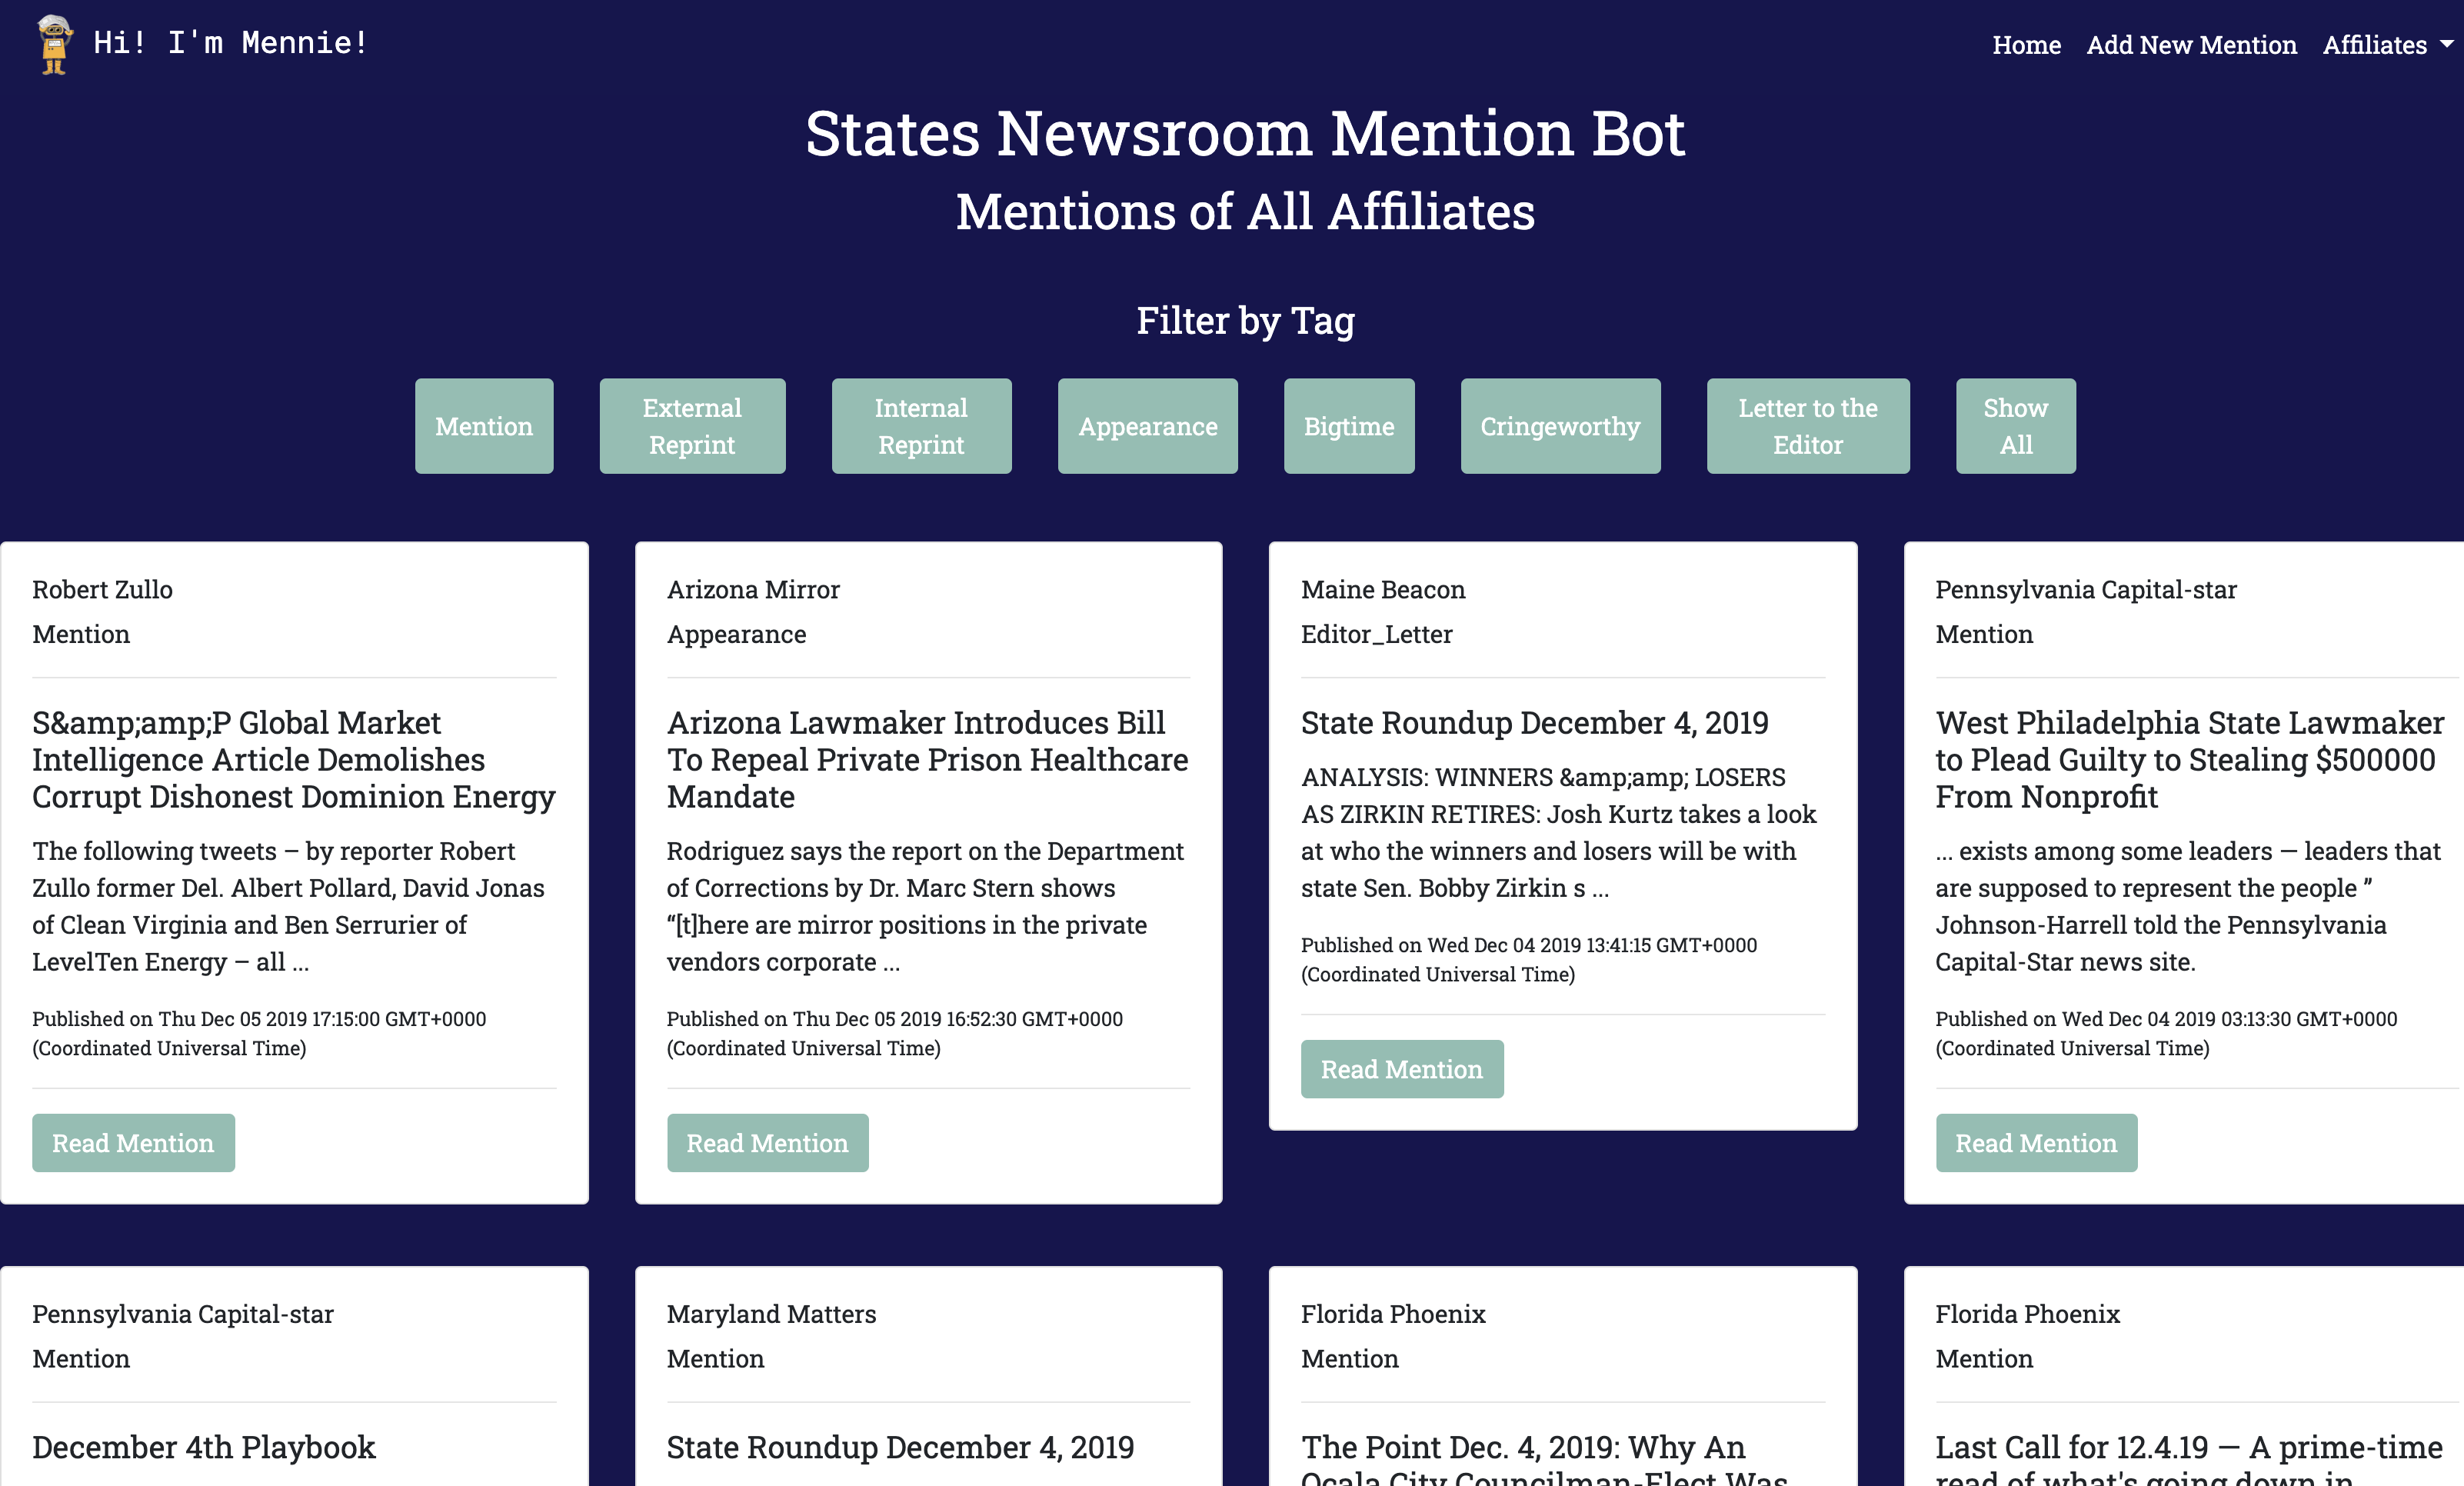 Hi! I'm Mennie!
Home Add New Mention Affiliates
States Newsroom Mention Bot
Mentions of All Affiliates
Filter by Tag
Mention
External
Reprint
Internal
Reprint
Appearance
Bigtime
Cringeworthy
Letter to the
Editor
Show
All
Robert Zullo
Mention
S&amp;amp;P Global Market
Intelligence Article Demolishes
Corrupt Dishonest Dominion Energy
The following tweets – by reporter Robert
Zullo former Del. Albert Pollard, David Jonas
of Clean Virginia and Ben Serrurier of
LevelTen Energy – all ...
Published on Thu Dec 05 2019 17:15:00 GMT+0000
(Coordinated Universal Time)
Read Mention
Arizona Mirror
Appearance
Arizona Lawmaker Introduces Bill
To Repeal Private Prison Healthcare
Mandate
Rodriguez says the report on the Department
of Corrections by Dr. Marc Stern shows
“[t]here are mirror positions in the private
vendors corporate ...
Published on Thu Dec 05 2019 16:52:30 GMT+0000
(Coordinated Universal Time)
Read Mention
Maine Beacon
Editor_Letter
State Roundup December 4, 2019
ANALYSIS: WINNERS &amp;amp; LOSERS
AS ZIRKIN RETIRES: Josh Kurtz takes a look
at who the winners and losers will be with
state Sen. Bobby Zirkin s ...
Published on Wed Dec 04 2019 13:41:15 GMT+0000
(Coordinated Universal Time)
Read Mention
Pennsylvania Capital-star
Mention
West Philadelphia State Lawmaker
to Plead Guilty to Stealing $500000
From Nonprofit
... exists among some leaders — leaders that
are supposed to represent the people ”
Johnson-Harrell told the Pennsylvania
Capital-Star news site.
Published on Wed Dec 04 2019 03:13:30 GMT+0000
(Coordinated Universal Time)
Read Mention
Pennsylvania Capital-star
Mention
December 4th Playbook
Maryland Matters
Mention
State Roundup December 4, 2019
Florida Phoenix
Mention
The Point Dec. 4, 2019: Why An
Ocala City Councilman-Elect Was
Florida Phoenix
Mention
Last Call for 12.4.19 — A prime-time
read of what's going down in